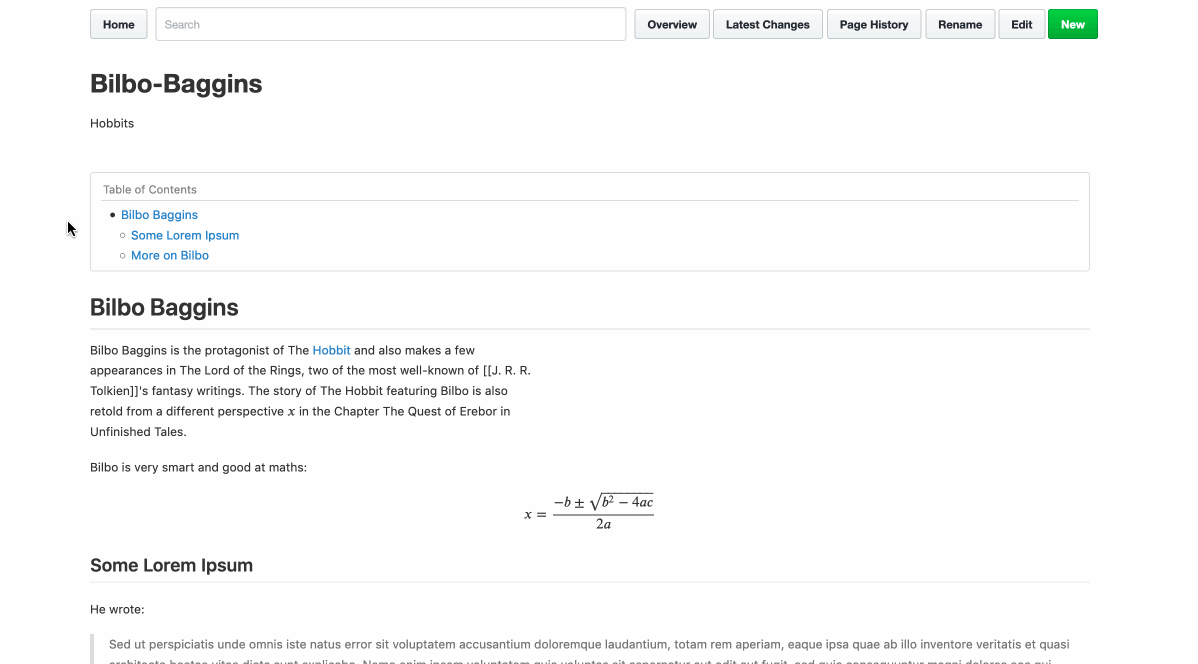 Home Search Overview Latest Changes Page History Rename Edit New
Bilbo-Baggins
Hobbits
Table of Contents
• Bilbo Baggins
○ Some Lorem Ipsum
○ More on Bilbo
Bilbo Baggins
Bilbo Baggins is the protagonist of The Hobbit and also makes a few
appearances in The Lord of the Rings, two of the most well-known of [[J. R. R.
Tolkien]]'s fantasy writings. The story of The Hobbit featuring Bilbo is also
retold from a different perspective x in the Chapter The Quest of Erebor in
Unfinished Tales.
Bilbo is very smart and good at maths:
x = (−b ± √(b² − 4ac)) / 2a
Some Lorem Ipsum
He wrote:
Sed ut perspiciatis unde omnis iste natus error sit voluptatem accusantium doloremque laudantium, totam rem aperiam, eaque ipsa quae ab illo inventore veritatis et quasi